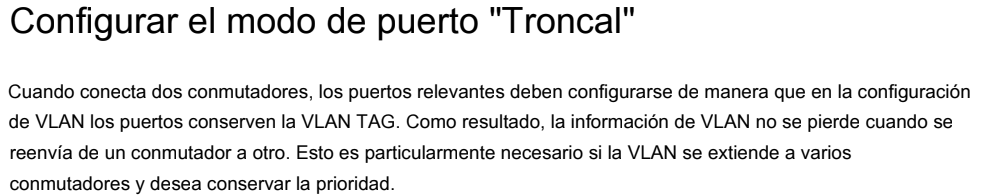 Configurar el modo de puerto "Troncal"
Cuando conecta dos conmutadores, los puertos relevantes deben configurarse de manera que en la configuración
de VLAN los puertos conserven la VLAN TAG. Como resultado, la información de VLAN no se pierde cuando se
reenvía de un conmutador a otro. Esto es particularmente necesario si la VLAN se extiende a varios
conmutadores y desea conservar la prioridad.